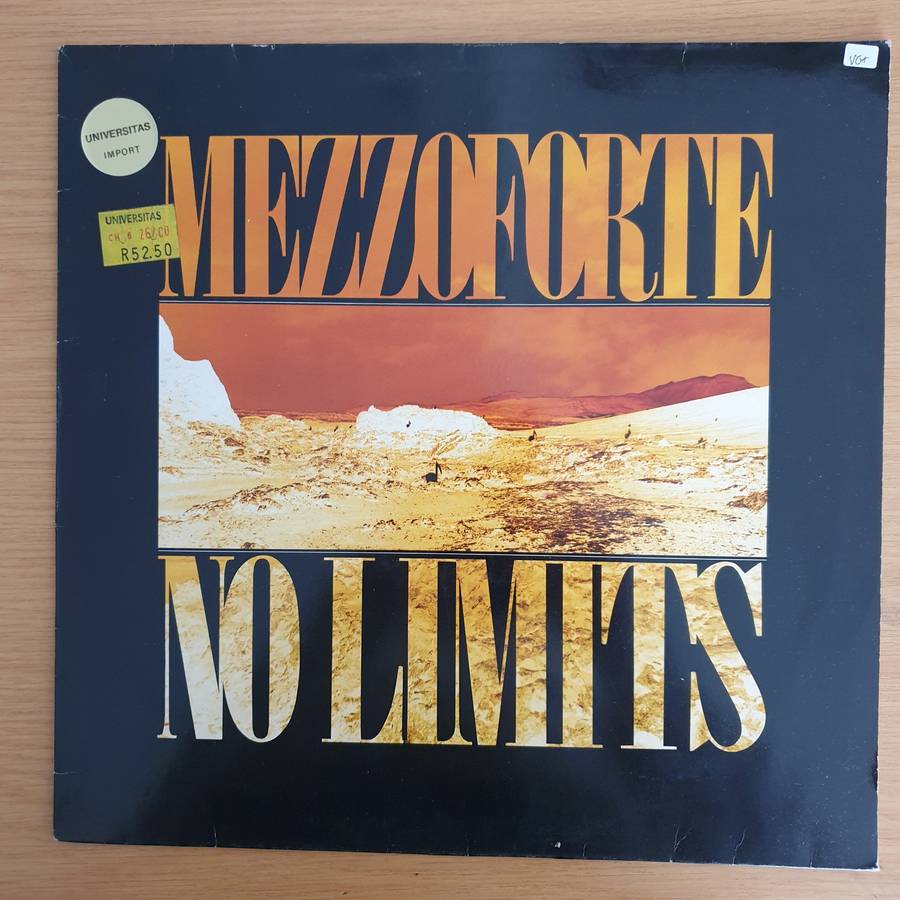 VG+
UNIVERSITAS
IMPORT
MEZZOFORTE
UNIVERSITAS
R52.50
NO LIMITS